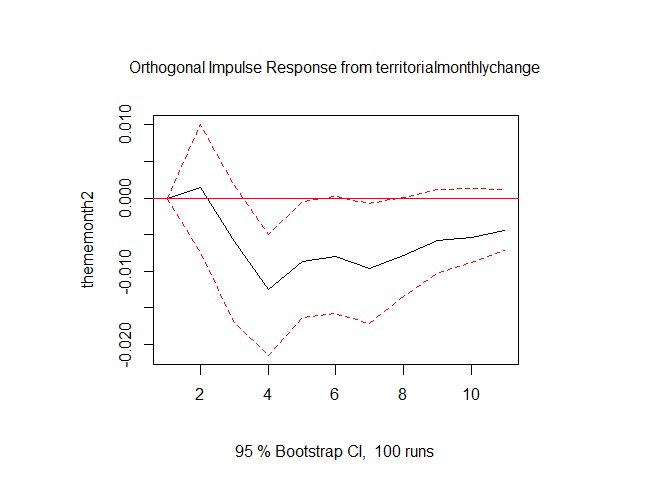 Orthogonal Impulse Response from territorialmonthlychange
0.010
0.000
-0.010
-0.020
thememonth2
2 4 6 8 10
95 % Bootstrap CI, 100 runs